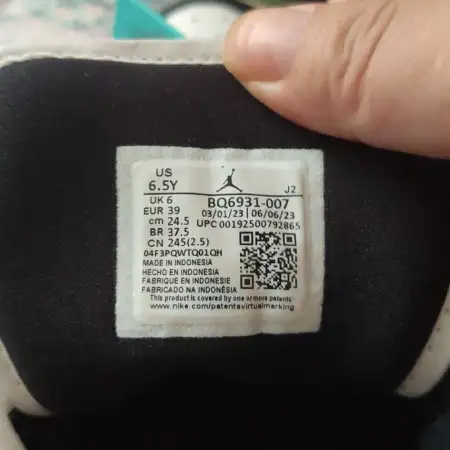 US
6.5Y
J2
UK 6
EUR 39
cm 24.5
BR 37.5
CN 245(2.5)
BQ6931-007
03/01/23 | 06/06/23
UPC 00192500792865
04F3PQWTQ01QH
MADE IN INDONESIA
HECHO EN INDONESIA
FABRIQUE EN INDONESIE
FABRICADO NA INDONÉSIA
This product is covered by one or more patents
www.nike.com/patentsvirtualmarking